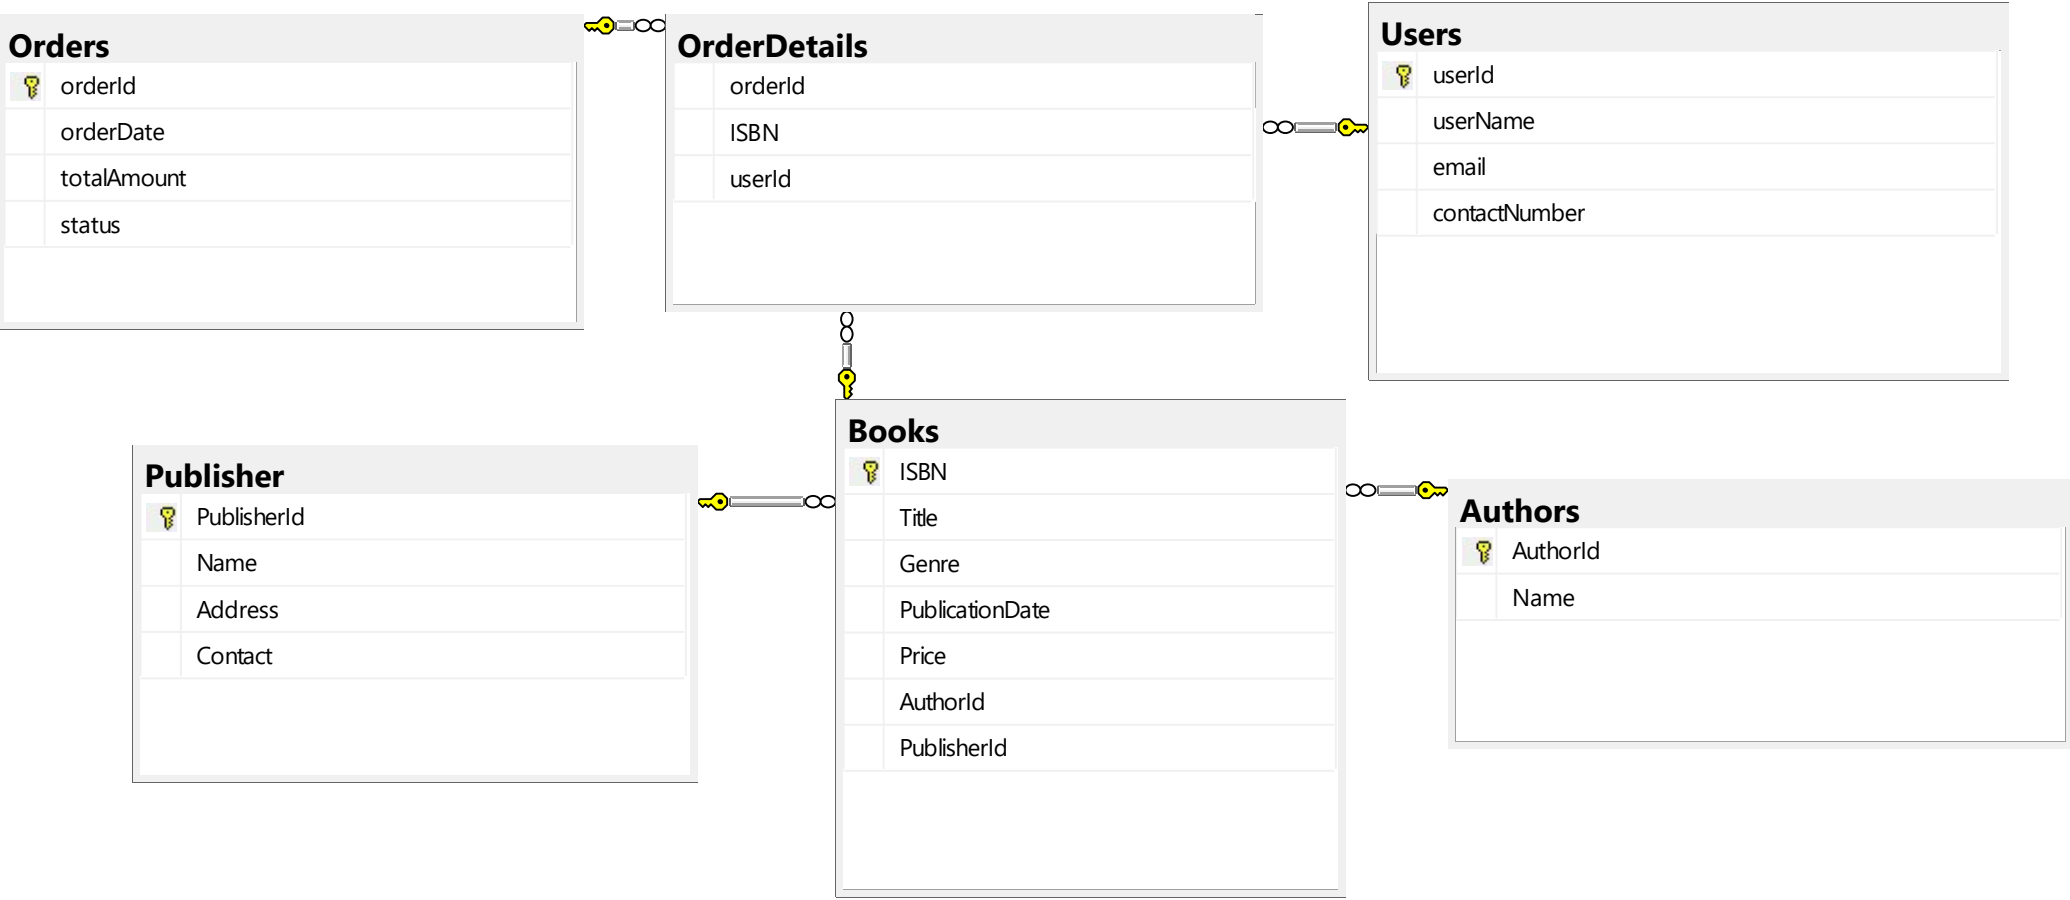 Orders
orderId
orderDate
totalAmount
status
OrderDetails
orderId
ISBN
userId
Users
userId
userName
email
contactNumber
Publisher
PublisherId
Name
Address
Contact
Books
ISBN
Title
Genre
PublicationDate
Price
AuthorId
PublisherId
Authors
AuthorId
Name